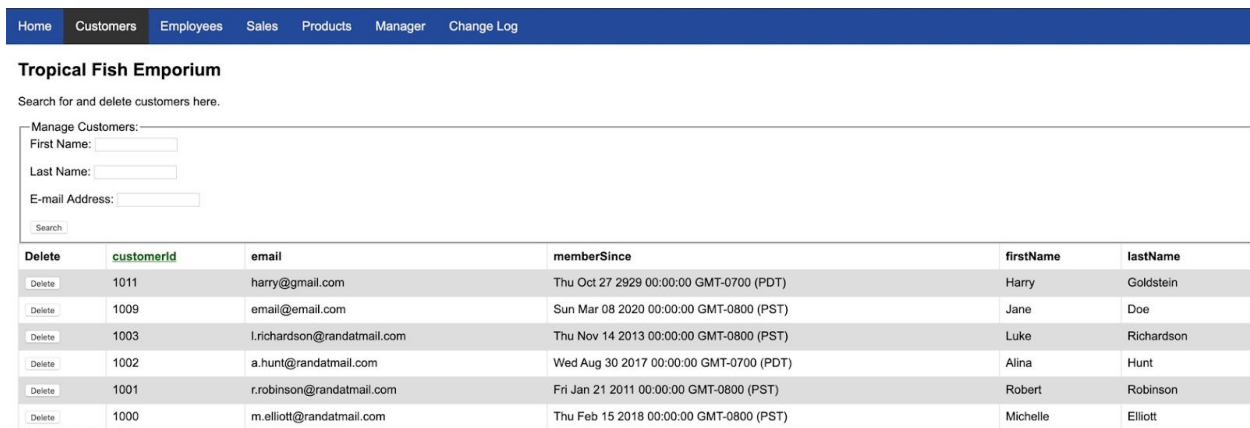 Home Customers Employees Sales Products Manager Change Log
Tropical Fish Emporium
Search for and delete customers here.
Manage Customers:
First Name:
Last Name:
E-mail Address:
Search
Delete customerId email memberSince firstName lastName
Delete 1011 harry@gmail.com Thu Oct 27 2929 00:00:00 GMT-0700 (PDT) Harry Goldstein
Delete 1009 email@email.com Sun Mar 08 2020 00:00:00 GMT-0800 (PST) Jane Doe
Delete 1003 l.richardson@randatmail.com Thu Nov 14 2013 00:00:00 GMT-0800 (PST) Luke Richardson
Delete 1002 a.hunt@randatmail.com Wed Aug 30 2017 00:00:00 GMT-0700 (PDT) Alina Hunt
Delete 1001 r.robinson@randatmail.com Fri Jan 21 2011 00:00:00 GMT-0800 (PST) Robert Robinson
Delete 1000 m.elliott@randatmail.com Thu Feb 15 2018 00:00:00 GMT-0800 (PST) Michelle Elliott